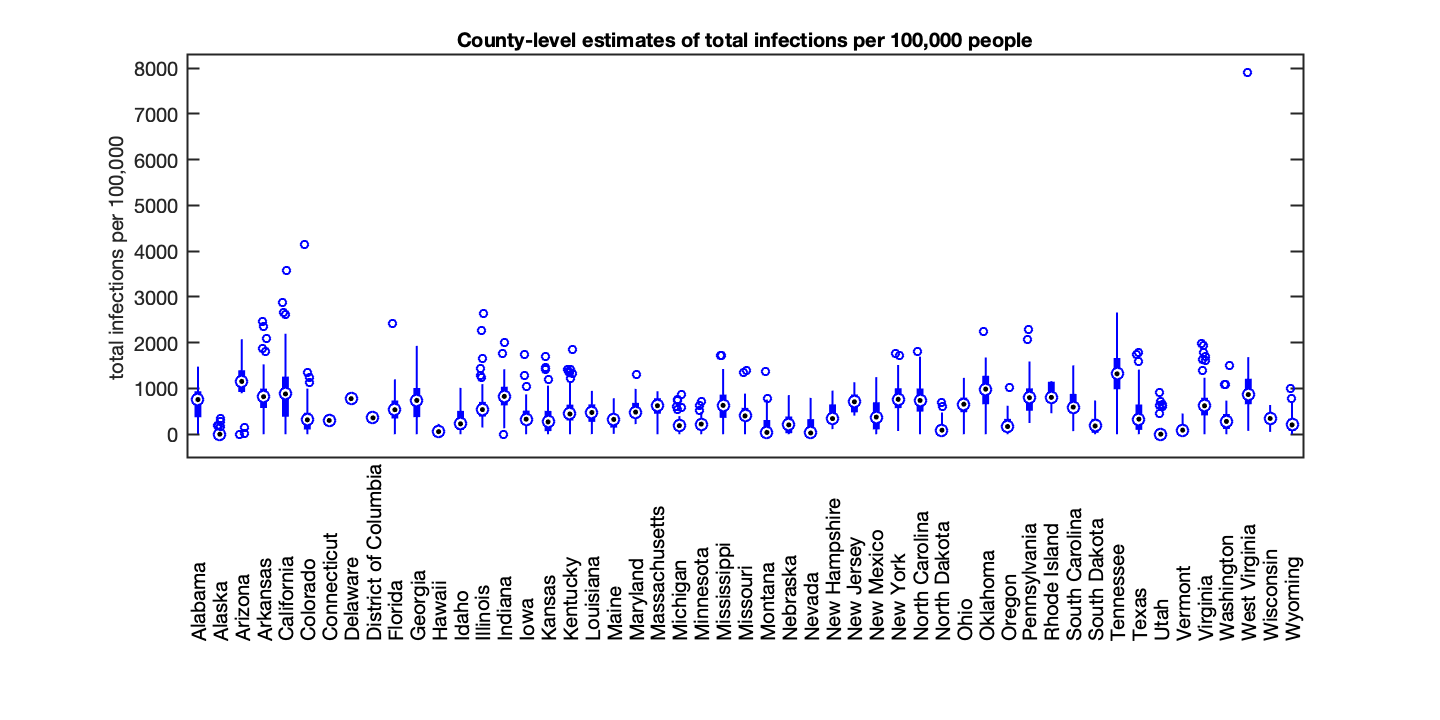 County-level estimates of total infections per 100,000 people
total infections per 100,000
8000
7000
6000
5000
4000
3000
2000
1000
0
Alabama
Alaska
Arizona
Arkansas
California
Colorado
Connecticut
Delaware
District of Columbia
Florida
Georgia
Hawaii
Idaho
Illinois
Indiana
Iowa
Kansas
Kentucky
Louisiana
Maine
Maryland
Massachusetts
Michigan
Minnesota
Mississippi
Missouri
Montana
Nebraska
Nevada
New Hampshire
New Jersey
New Mexico
New York
North Carolina
North Dakota
Ohio
Oklahoma
Oregon
Pennsylvania
Rhode Island
South Carolina
South Dakota
Tennessee
Texas
Utah
Vermont
Virginia
Washington
West Virginia
Wisconsin
Wyoming